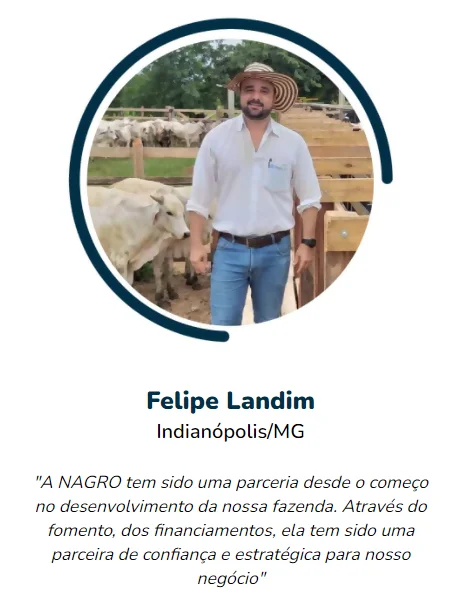 Felipe Landim
Indianópolis/MG
"A NAGRO tem sido uma parceria desde o começo
no desenvolvimento da nossa fazenda. Através do
fomento, dos financiamentos, ela tem sido uma
parceira de confiança e estratégica para nosso
negócio"